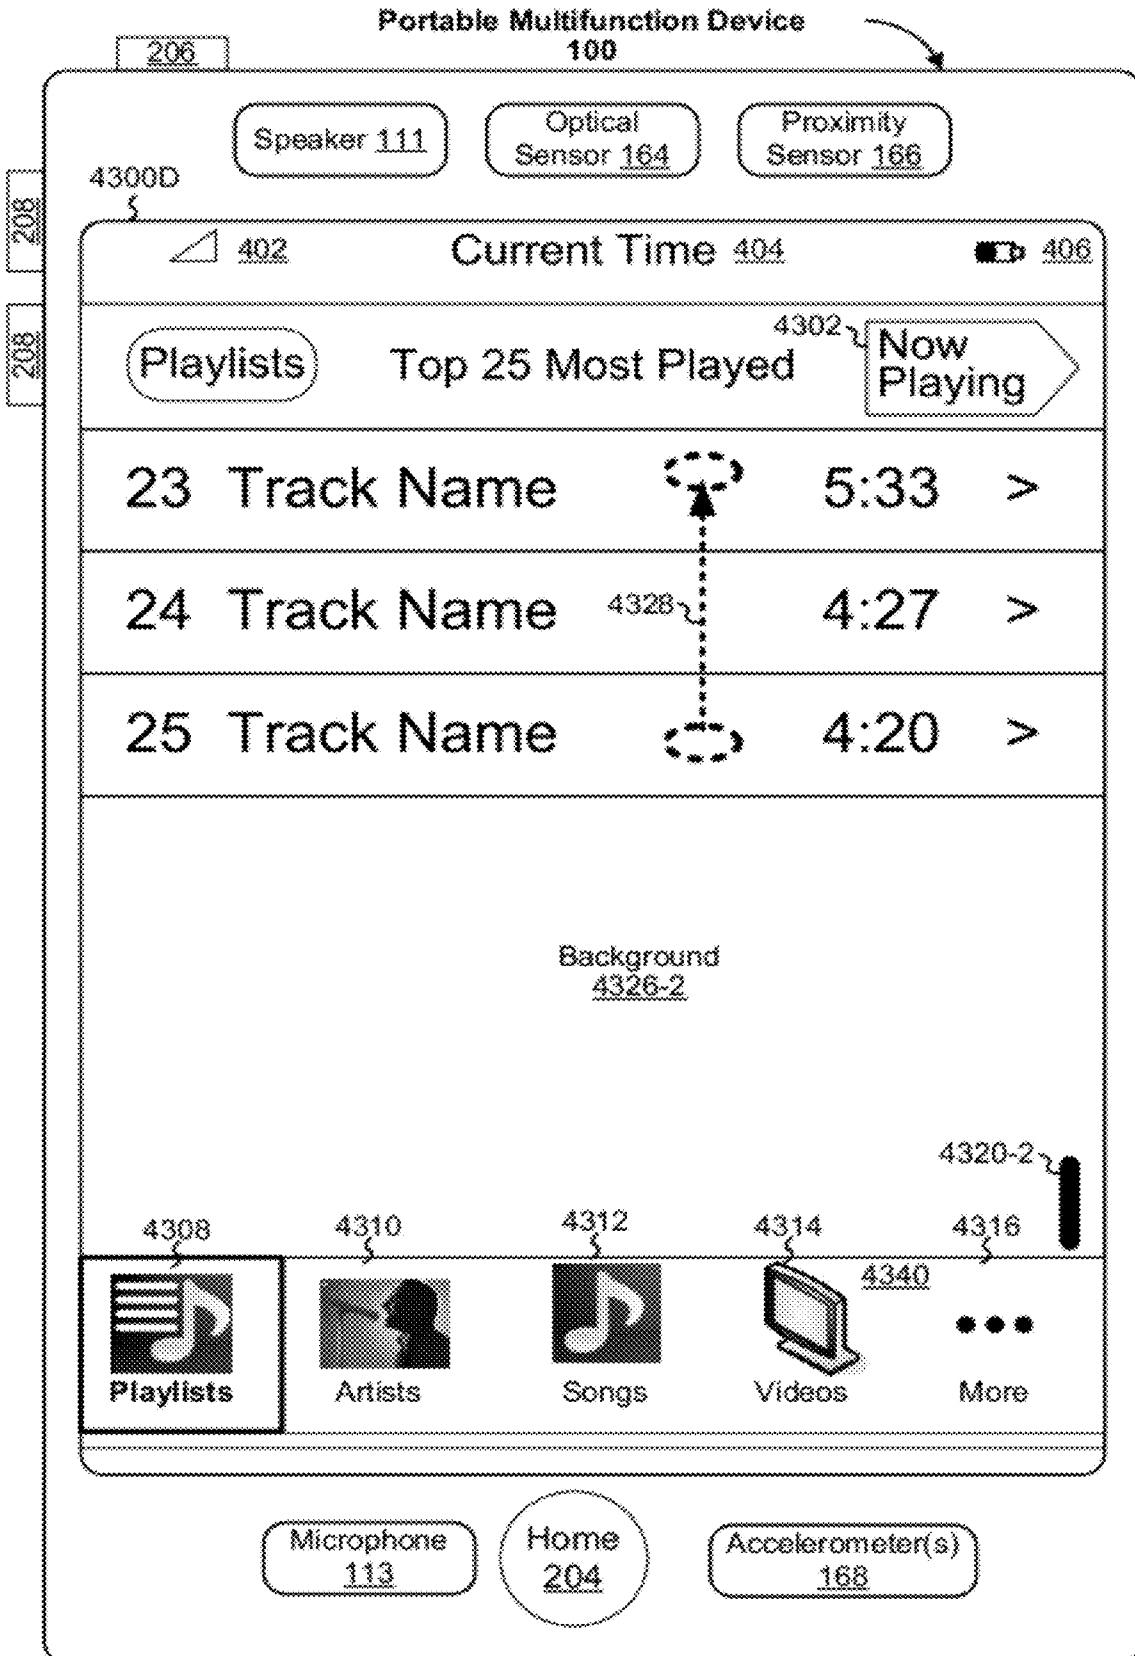 Portable Multifunction Device
100
206
Speaker 111
Optical
Sensor 164
Proximity
Sensor 166
4300D
208
402
Current Time 404
406
208
Playlists
Top 25 Most Played
4302
Now
Playing
23 Track Name 5:33 >
24 Track Name 4328 4:27 >
25 Track Name 4:20 >
Background
4326-2
4320-2
4308
4310
4312
4314
4316
4340
Playlists
Artists
Songs
Videos
More
Microphone
113
Home
204
Accelerometer(s)
168